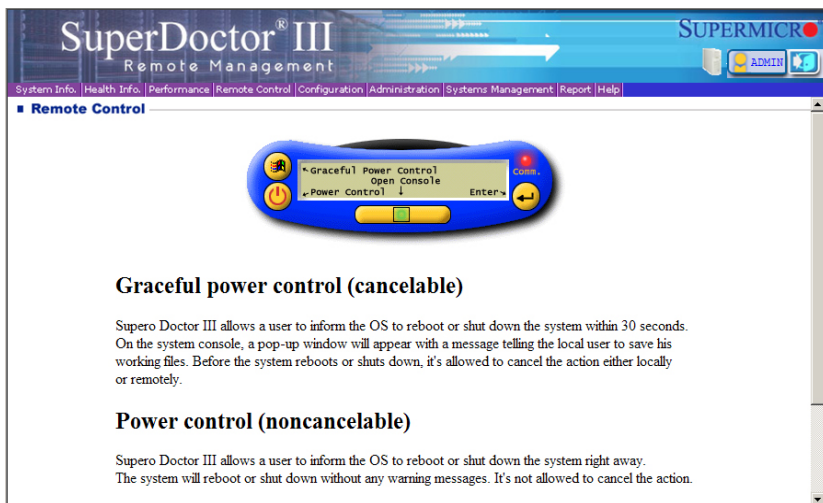 SuperDoctor® III
Remote Management
SUPERMICR
ADMIN
System Info. Health Info. Performance Remote Control Configuration Administration Systems Management Report Help
Remote Control
Graceful Power Control
Open Console
Comm.
Power Control ↓ Enter
Graceful power control (cancelable)
Supero Doctor III allows a user to inform the OS to reboot or shut down the system within 30 seconds.
On the system console, a pop-up window will appear with a message telling the local user to save his
working files. Before the system reboots or shuts down, it's allowed to cancel the action either locally
or remotely.
Power control (noncancelable)
Supero Doctor III allows a user to inform the OS to reboot or shut down the system right away.
The system will reboot or shut down without any warning messages. It's not allowed to cancel the action.